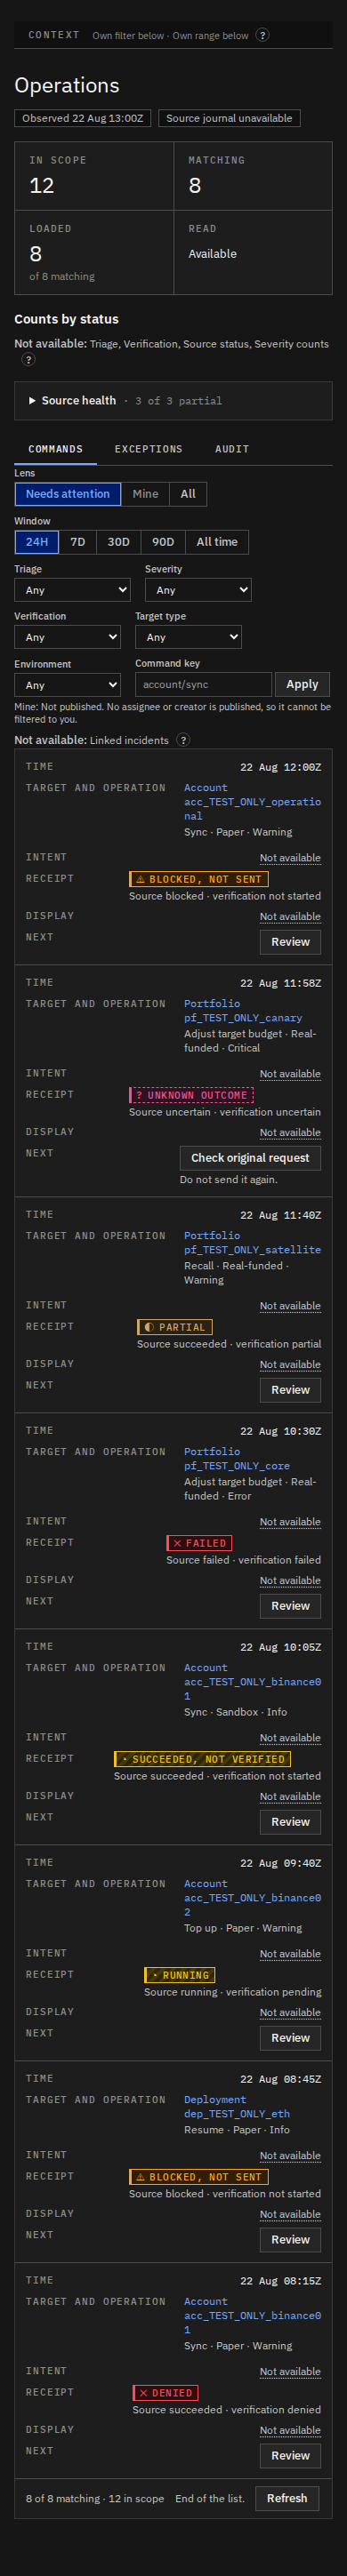 CONTEXT Own filter below · Own range below ?
Operations
Observed 22 Aug 13:00Z Source journal unavailable
IN SCOPE MATCHING
12 8
LOADED READ
8 Available
of 8 matching
Counts by status
Not available: Triage, Verification, Source status, Severity counts
?
▶ Source health · 3 of 3 partial
COMMANDS EXCEPTIONS AUDIT
Lens
Needs attention Mine All
Window
24H 7D 30D 90D All time
Triage Severity
Any Any
Verification Target type
Any Any
Environment Command key
Any account/sync Apply
Mine: Not published. No assignee or creator is published, so it cannot be
filtered to you.
Not available: Linked incidents ?
TIME 22 Aug 12:00Z
TARGET AND OPERATION Account
acc_TEST_ONLY_operatio
nal
Sync · Paper · Warning
INTENT Not available
RECEIPT ⚠ BLOCKED, NOT SENT
Source blocked · verification not started
DISPLAY Not available
NEXT Review
TIME 22 Aug 11:58Z
TARGET AND OPERATION Portfolio
pf_TEST_ONLY_canary
Adjust target budget · Real-
funded · Critical
INTENT Not available
RECEIPT ? UNKNOWN OUTCOME
Source uncertain · verification uncertain
DISPLAY Not available
NEXT Check original request
Do not send it again.
TIME 22 Aug 11:40Z
TARGET AND OPERATION Portfolio
pf_TEST_ONLY_satellite
Recall · Real-funded ·
Warning
INTENT Not available
RECEIPT ◐ PARTIAL
Source succeeded · verification partial
DISPLAY Not available
NEXT Review
TIME 22 Aug 10:30Z
TARGET AND OPERATION Portfolio
pf_TEST_ONLY_core
Adjust target budget · Real-
funded · Error
INTENT Not available
RECEIPT ✕ FAILED
Source failed · verification failed
DISPLAY Not available
NEXT Review
TIME 22 Aug 10:05Z
TARGET AND OPERATION Account
acc_TEST_ONLY_binance0
1
Sync · Sandbox · Info
INTENT Not available
RECEIPT · SUCCEEDED, NOT VERIFIED
Source succeeded · verification not started
DISPLAY Not available
NEXT Review
TIME 22 Aug 09:40Z
TARGET AND OPERATION Account
acc_TEST_ONLY_binance0
2
Top up · Paper · Warning
INTENT Not available
RECEIPT · RUNNING
Source running · verification pending
DISPLAY Not available
NEXT Review
TIME 22 Aug 08:45Z
TARGET AND OPERATION Deployment
dep_TEST_ONLY_eth
Resume · Paper · Info
INTENT Not available
RECEIPT ⚠ BLOCKED, NOT SENT
Source blocked · verification not started
DISPLAY Not available
NEXT Review
TIME 22 Aug 08:15Z
TARGET AND OPERATION Account
acc_TEST_ONLY_binance0
1
Sync · Paper · Warning
INTENT Not available
RECEIPT ✕ DENIED
Source succeeded · verification denied
DISPLAY Not available
NEXT Review
8 of 8 matching · 12 in scope End of the list. Refresh